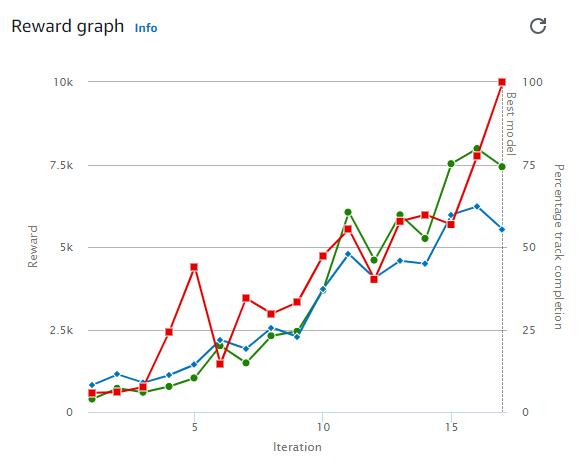 Reward graph Info
10k
100
Best model
7.5k
75
5k
50
2.5k
25
0
0
Reward
Percentage track completion
5
10
15
Iteration